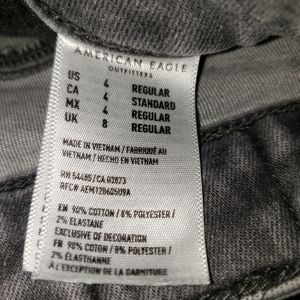 AMERICAN EAGLE
OUTFITTERS
US 4 REGULAR
CA 4 STANDARD
MX 4 REGULAR
UK 8 REGULAR
MADE IN VIETNAM / FABRIQUÉ AU
VIETNAM / HECHO EN VIETNAM
RN 54485/CA 03873
RFC# AEM120605U9A
EN 90% COTTON / 8% POLYESTER /
2% ELASTANE
EXCLUSIVE OF DECORATION
FR 90% COTON / 8% POLYESTER /
2% ÉLASTHANNE
À L'EXCEPTION DE LA GARNITURE